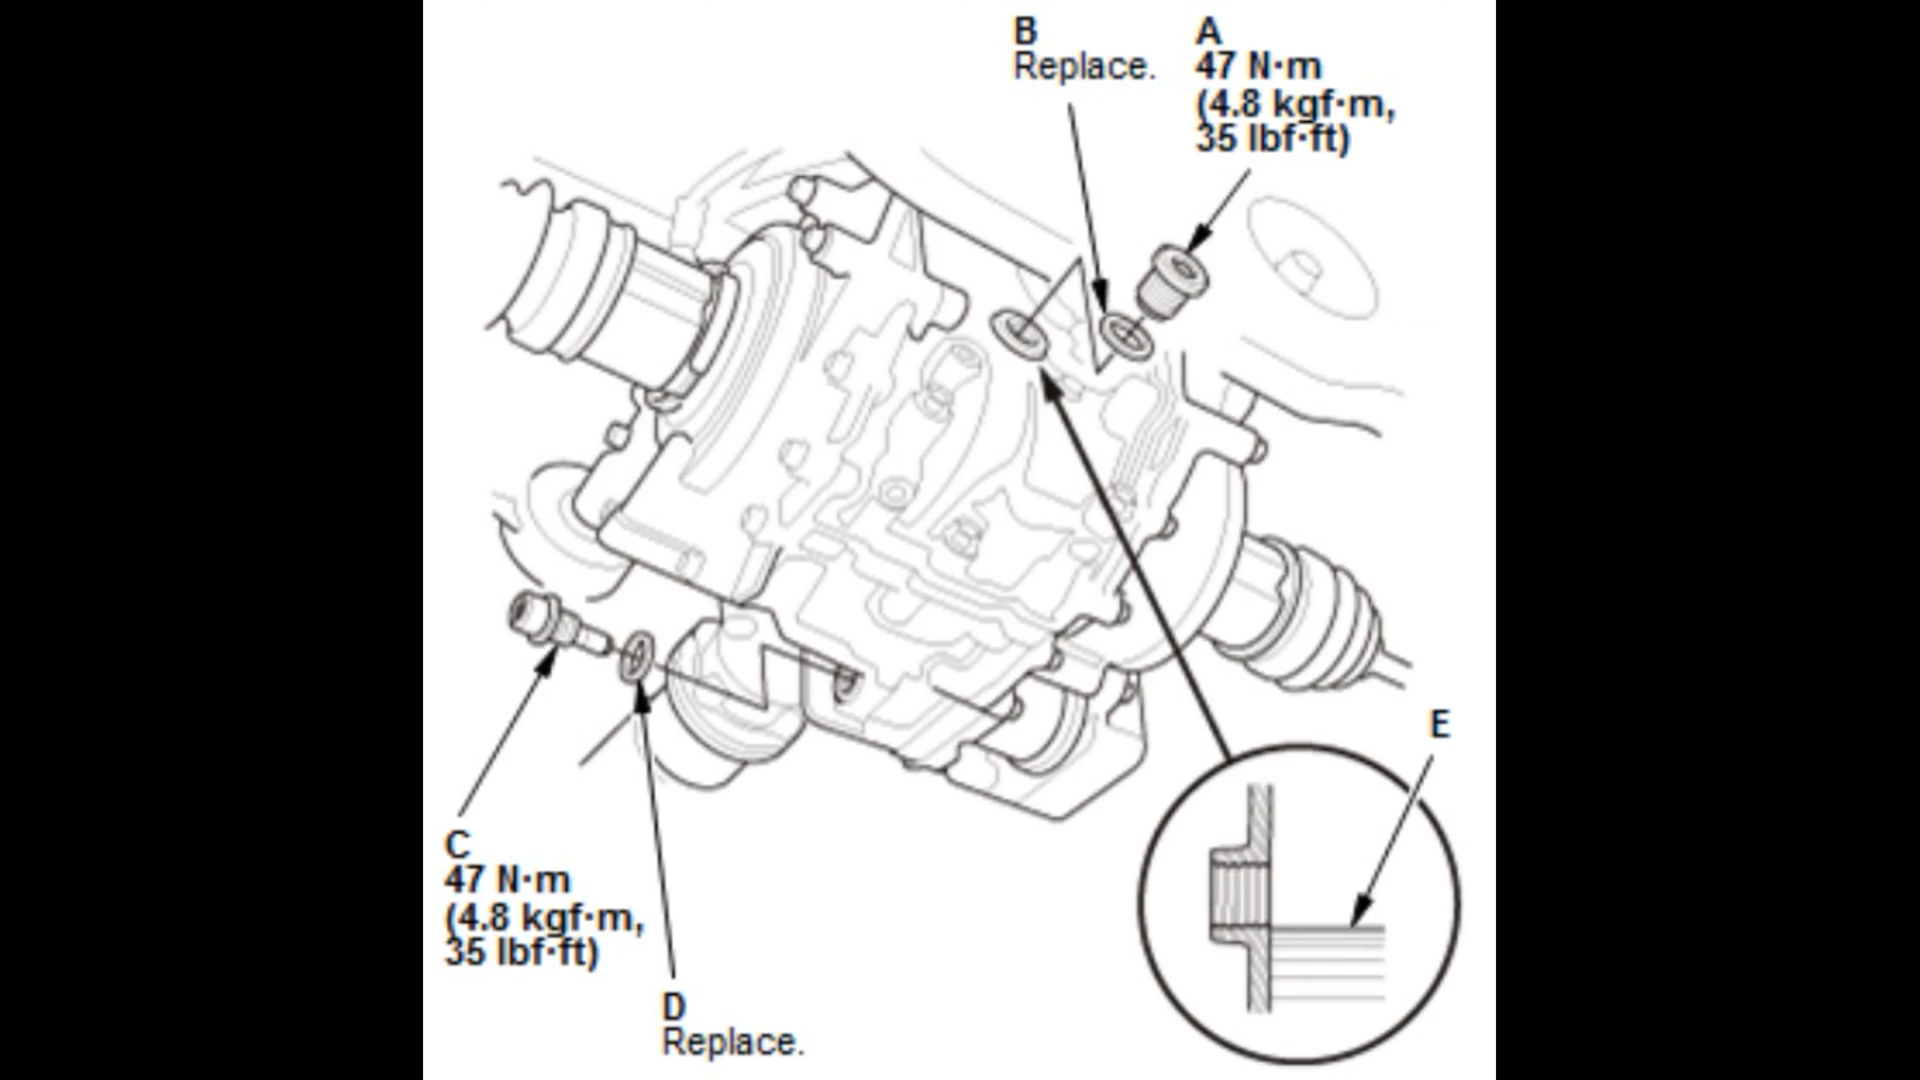 B
Replace.
A
47 N·m
(4.8 kgf·m,
35 lbf·ft)
E
C
47 N·m
(4.8 kgf·m,
35 lbf·ft)
D
Replace.